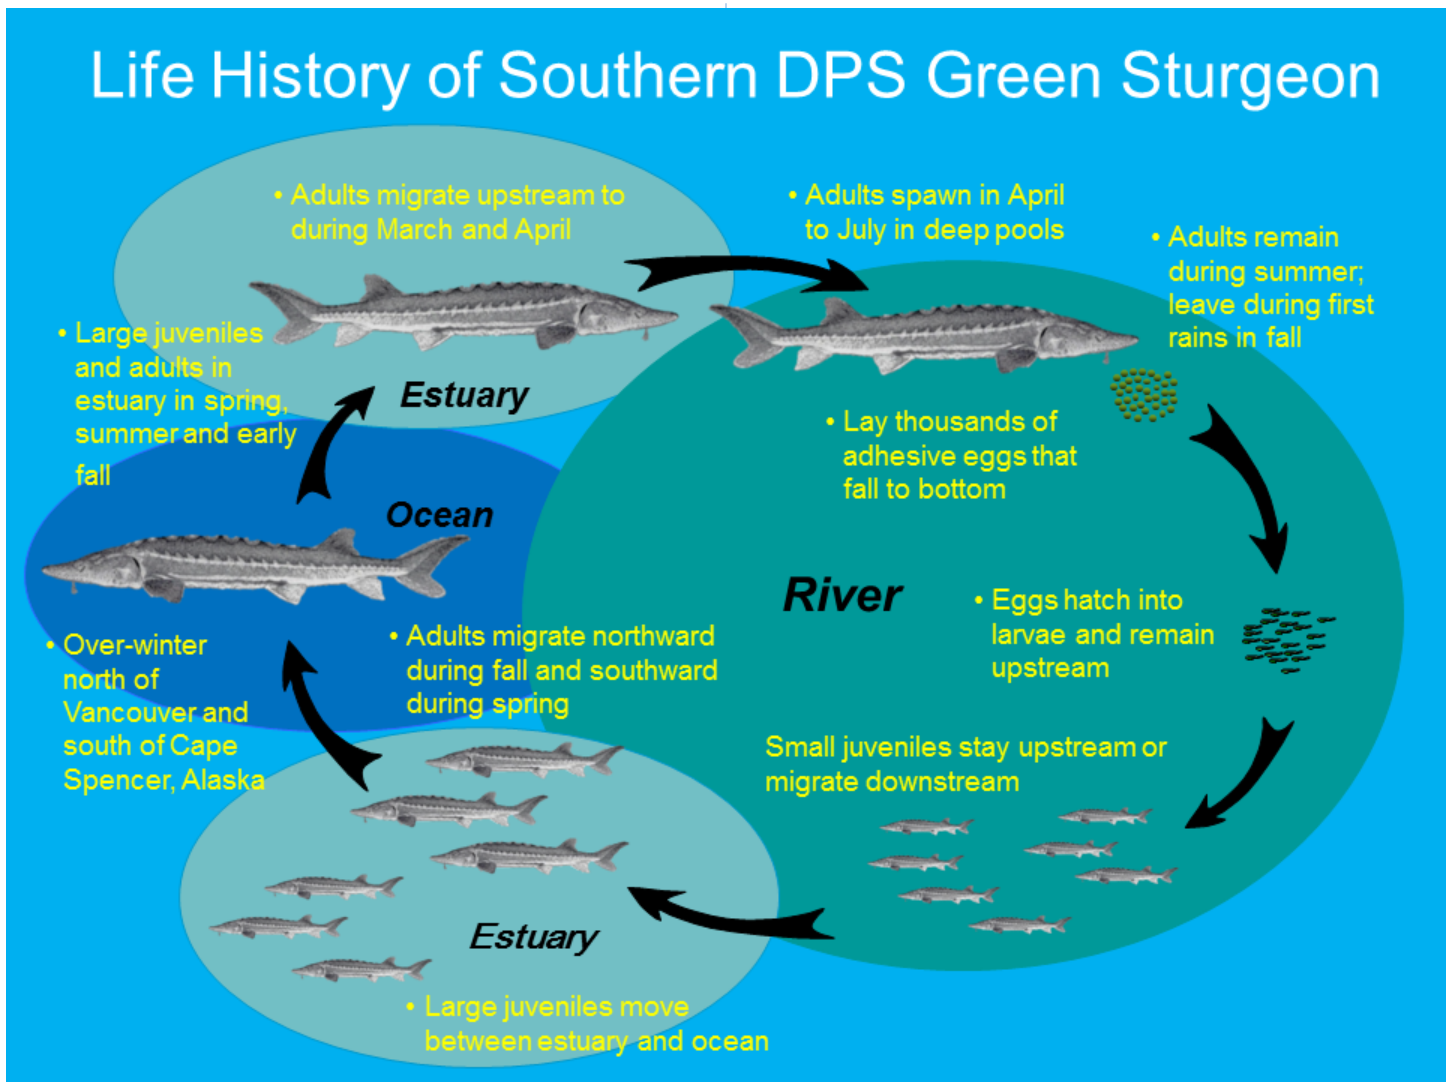 Life History of Southern DPS Green Sturgeon
• Adults migrate upstream to
during March and April
• Adults spawn in April
to July in deep pools
• Adults remain
during summer;
leave during first
rains in fall
• Large juveniles
and adults in
estuary in spring,
summer and early
fall
Estuary
• Lay thousands of
adhesive eggs that
fall to bottom
Ocean
River
• Eggs hatch into
larvae and remain
upstream
• Over-winter
north of
Vancouver and
south of Cape
Spencer, Alaska
• Adults migrate northward
during fall and southward
during spring
Small juveniles stay upstream or
migrate downstream
Estuary
• Large juveniles move
between estuary and ocean